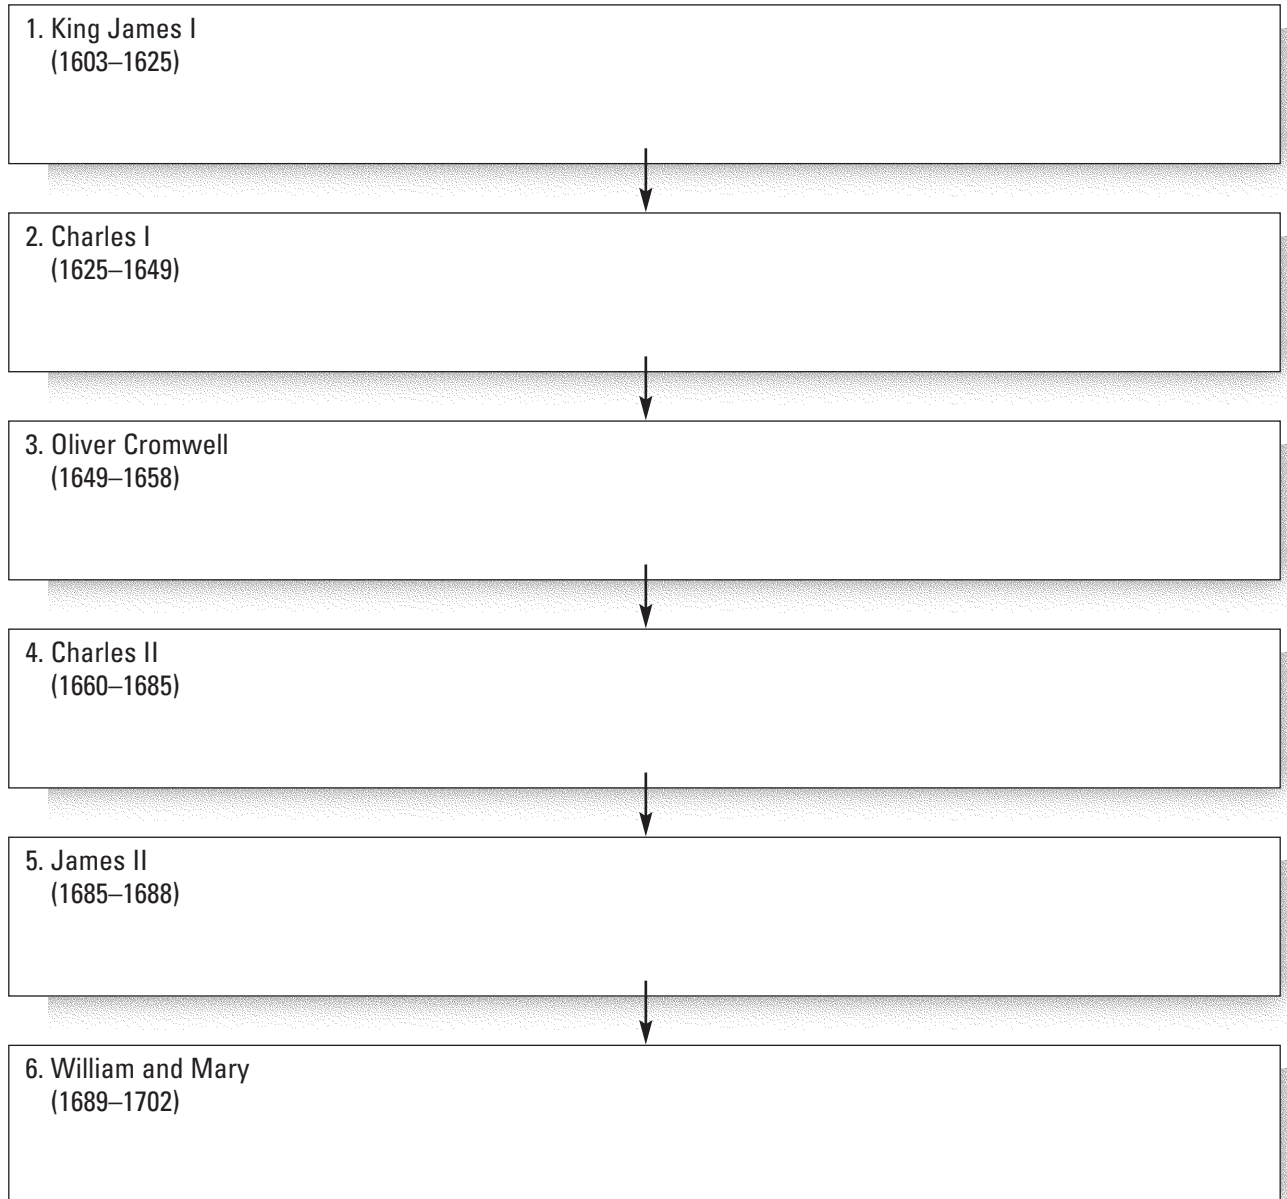 1. King James I
(1603–1625)
2. Charles I
(1625–1649)
3. Oliver Cromwell
(1649–1658)
4. Charles II
(1660–1685)
5. James II
(1685–1688)
6. William and Mary
(1689–1702)